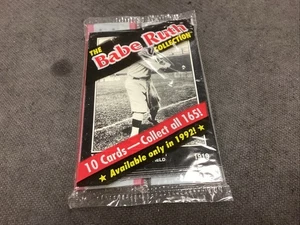 THE
Babe Ruth
COLLECTION
10 Cards — Collect all 165!
★ Available only in 1992! ★